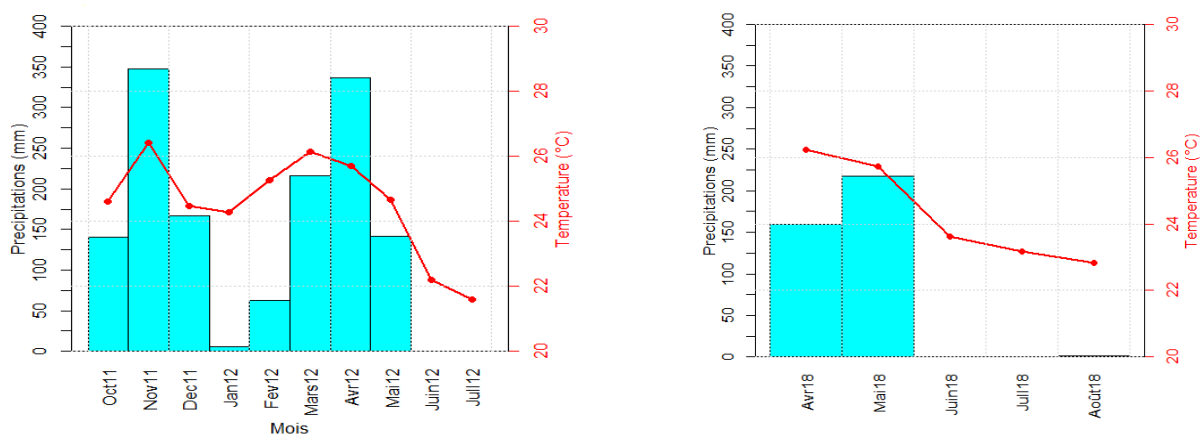 400
350
300
250
200
150
100
50
0
Precipitations (mm)
30
28
26
24
22
20
Temperature (°C)
Oct11
Nov11
Dec11
Jan12
Fev12
Mars12
Avr12
Mai12
Juin12
Jull12
Mois
400
350
300
250
200
150
100
50
0
Precipitations (mm)
30
28
26
24
22
20
Temperature (°C)
Avr18
Mai18
Juin18
Jul18
Août18